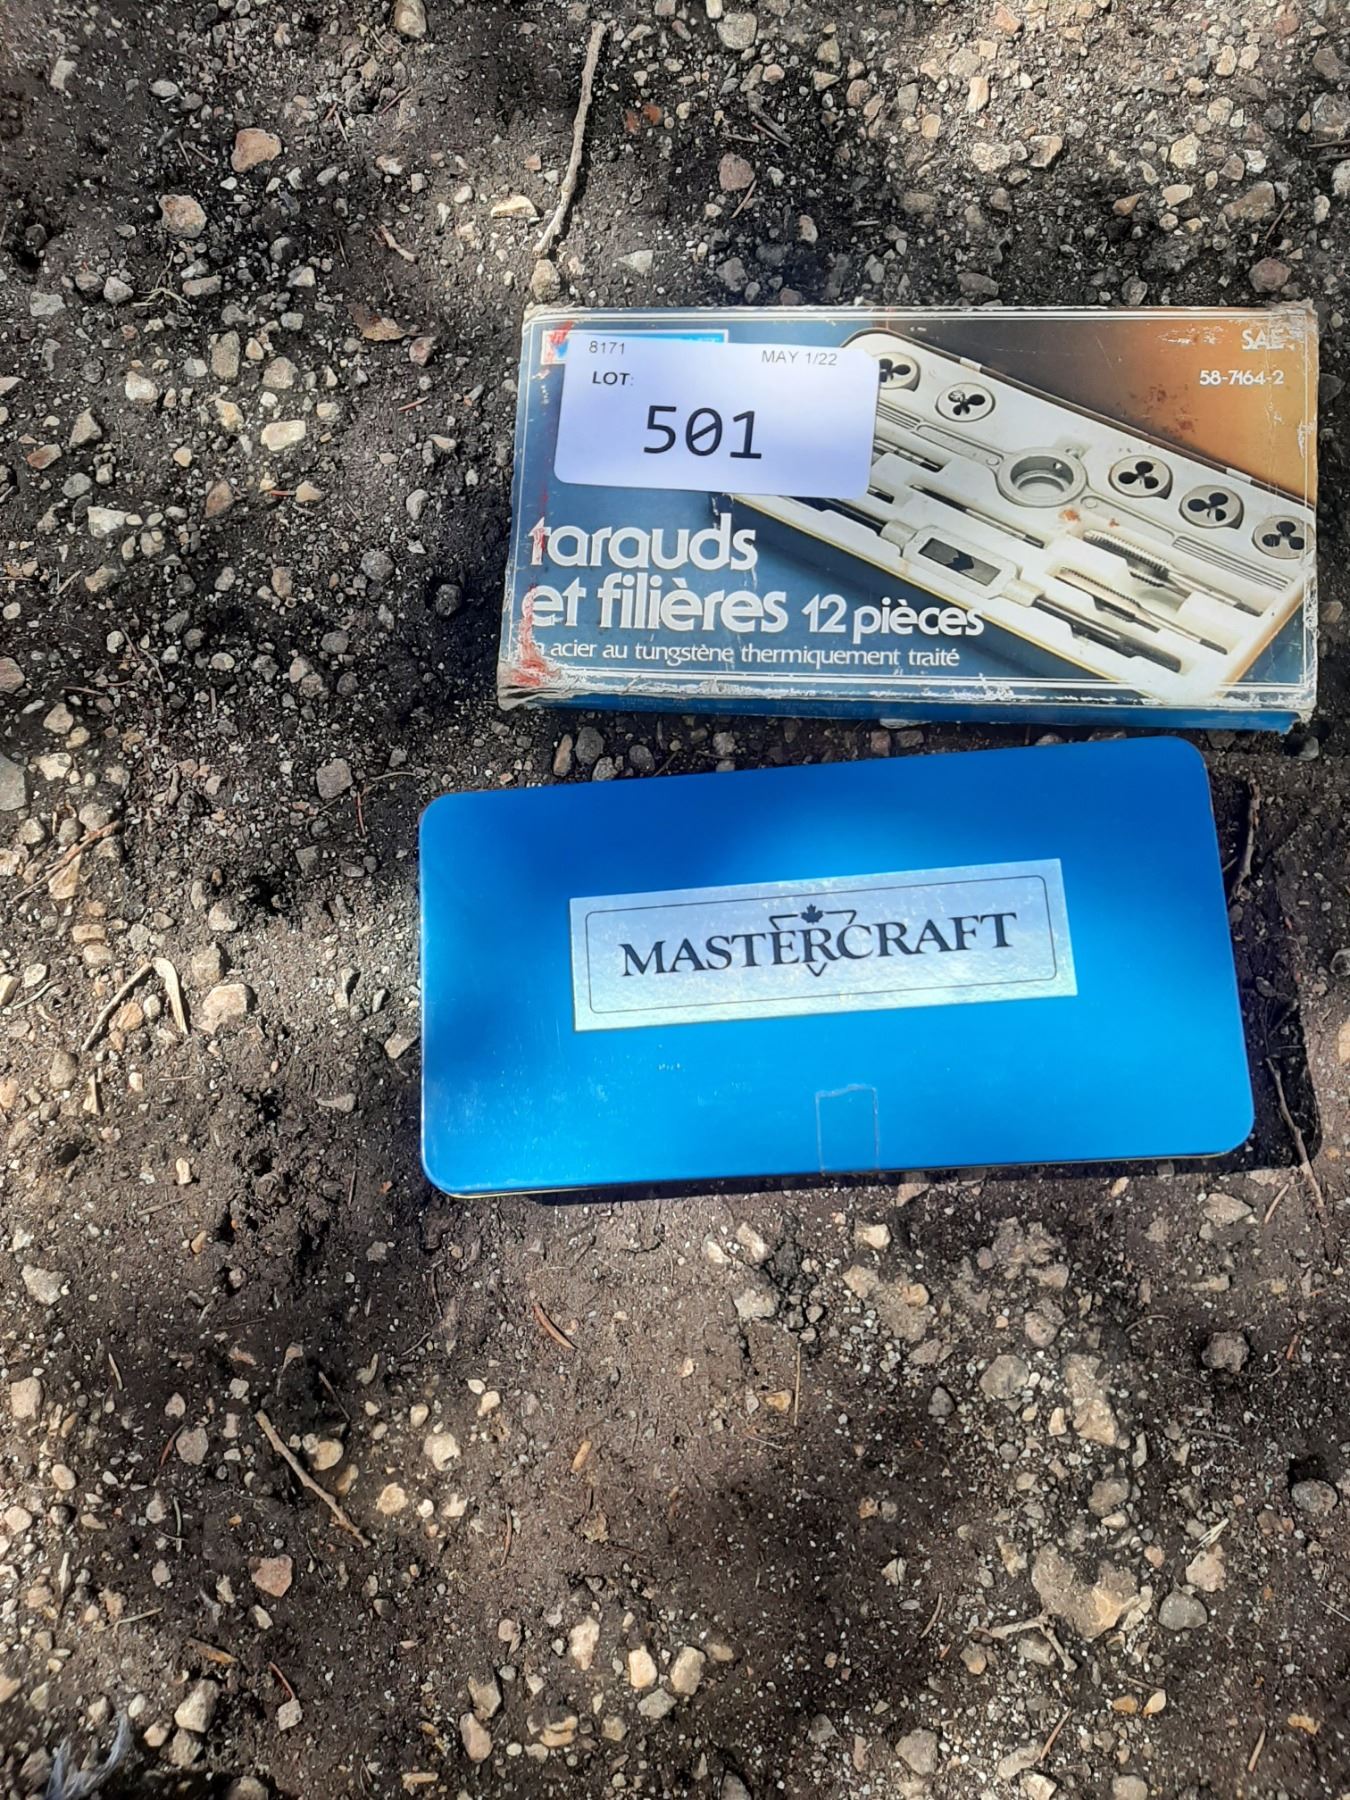 8171 MAY 1/22
LOT:
501
SAE
58-7164-2
tarauds
et filières 12 pièces
acier au tungstène thermiquement traité
MASTERCRAFT